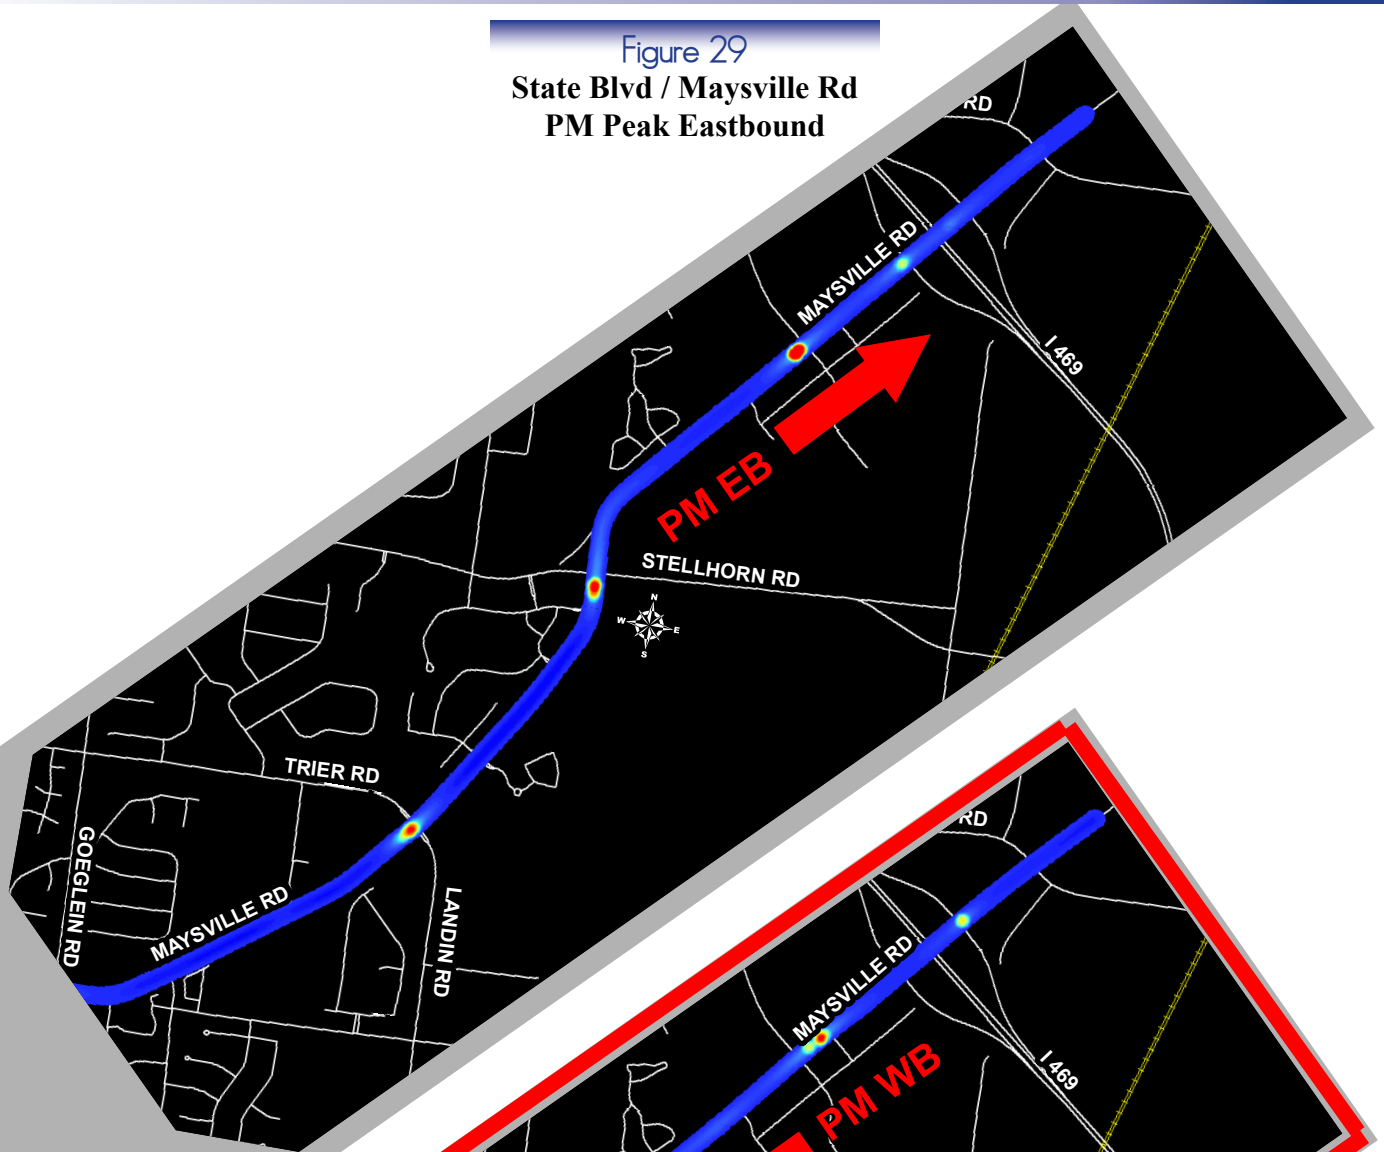 Figure 29
State Blvd / Maysville Rd
PM Peak Eastbound
RD
MAYSVILLE RD
I 469
PM EB
STELLHORN RD
N
W
E
S
TRIER RD
GOEGLEIN RD
MAYSVILLE RD
LANDIN RD
RD
MAYSVILLE RD
I 469
PM WB